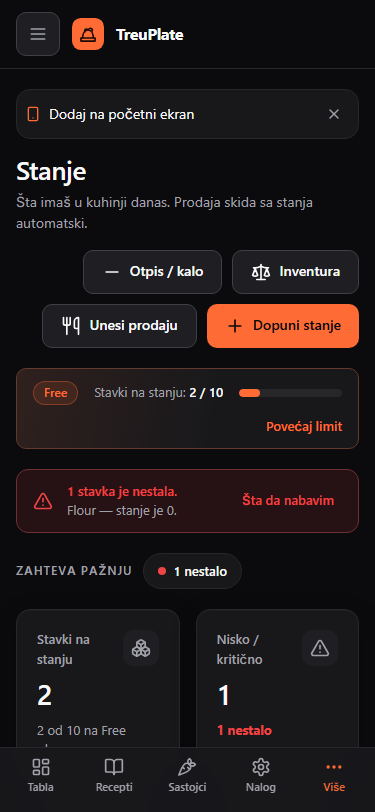 TreuPlate
Dodaj na početni ekran
Stanje
Šta imaš u kuhinji danas. Prodaja skida sa stanja
automatski.
Otpis / kalo
Inventura
Unesi prodaju
Dopuni stanje
Free
Stavki na stanju: 2 / 10
Povećaj limit
1 stavka je nestala.
Flour — stanje je 0.
Šta da nabavim
ZAHTEVA PAŽNJU
1 nestalo
Stavki na
stanju
2
2 od 10 na Free
Nisko /
kritično
1
1 nestalo
Tabla
Recepti
Sastojci
Nalog
Više